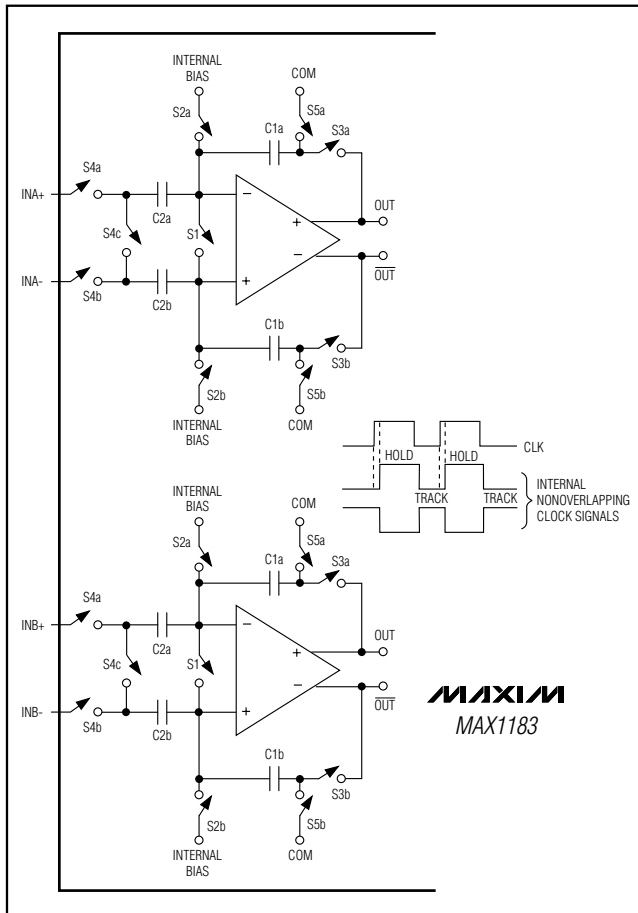 INTERNAL
BIAS
COM
S2a
S5a
C1a
S3a
S4a
INA+
OUT
C2a
S4c
S1
INA-
OUT
S4b
C2b
C1b
S3b
S2b
S5b
INTERNAL
BIAS
COM
CLK
HOLD HOLD
TRACK TRACK
INTERNAL
NONOVERLAPPING
CLOCK SIGNALS
INTERNAL
BIAS
COM
S2a
S5a
C1a
S3a
S4a
INB+
OUT
C2a
S4c
S1
INB-
OUT
S4b
C2b
C1b
S3b
S2b
S5b
INTERNAL
BIAS
COM
MAXIM
MAX1183